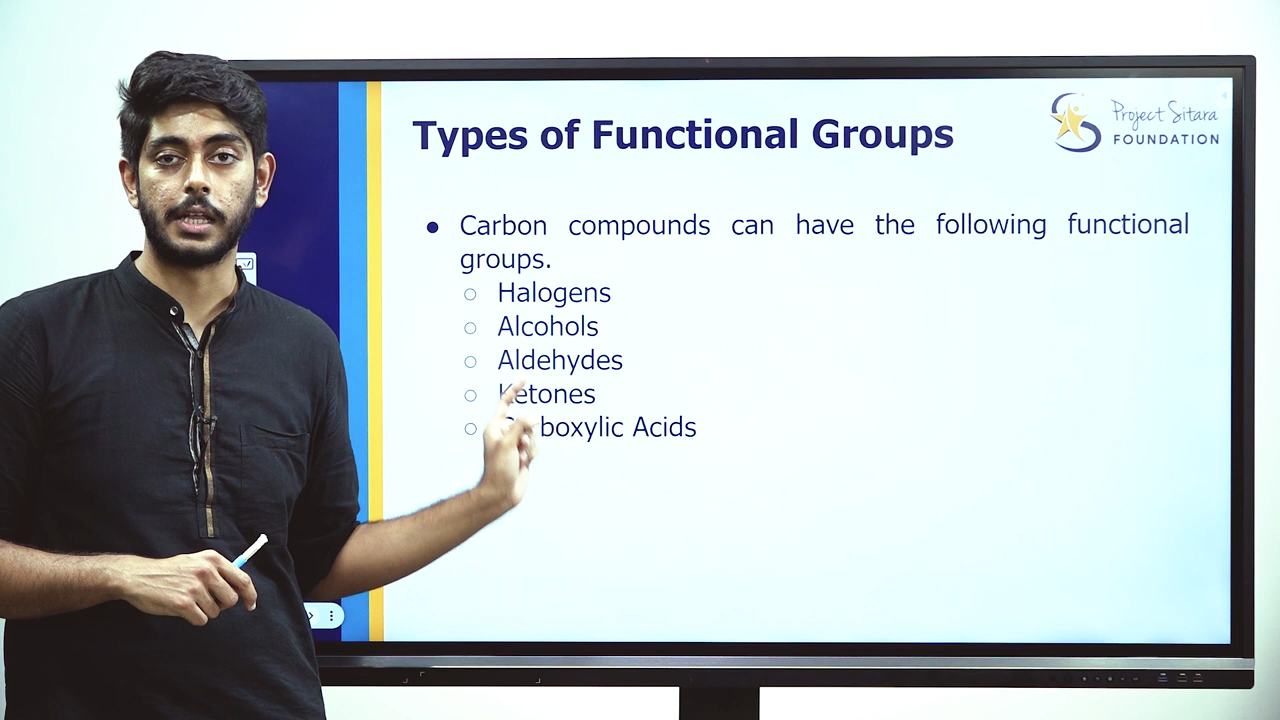 Types of Functional Groups
Project Sitara
FOUNDATION
● Carbon compounds can have the following functional
groups.
○ Halogens
○ Alcohols
○ Aldehydes
○ Ketones
○ Carboxylic Acids